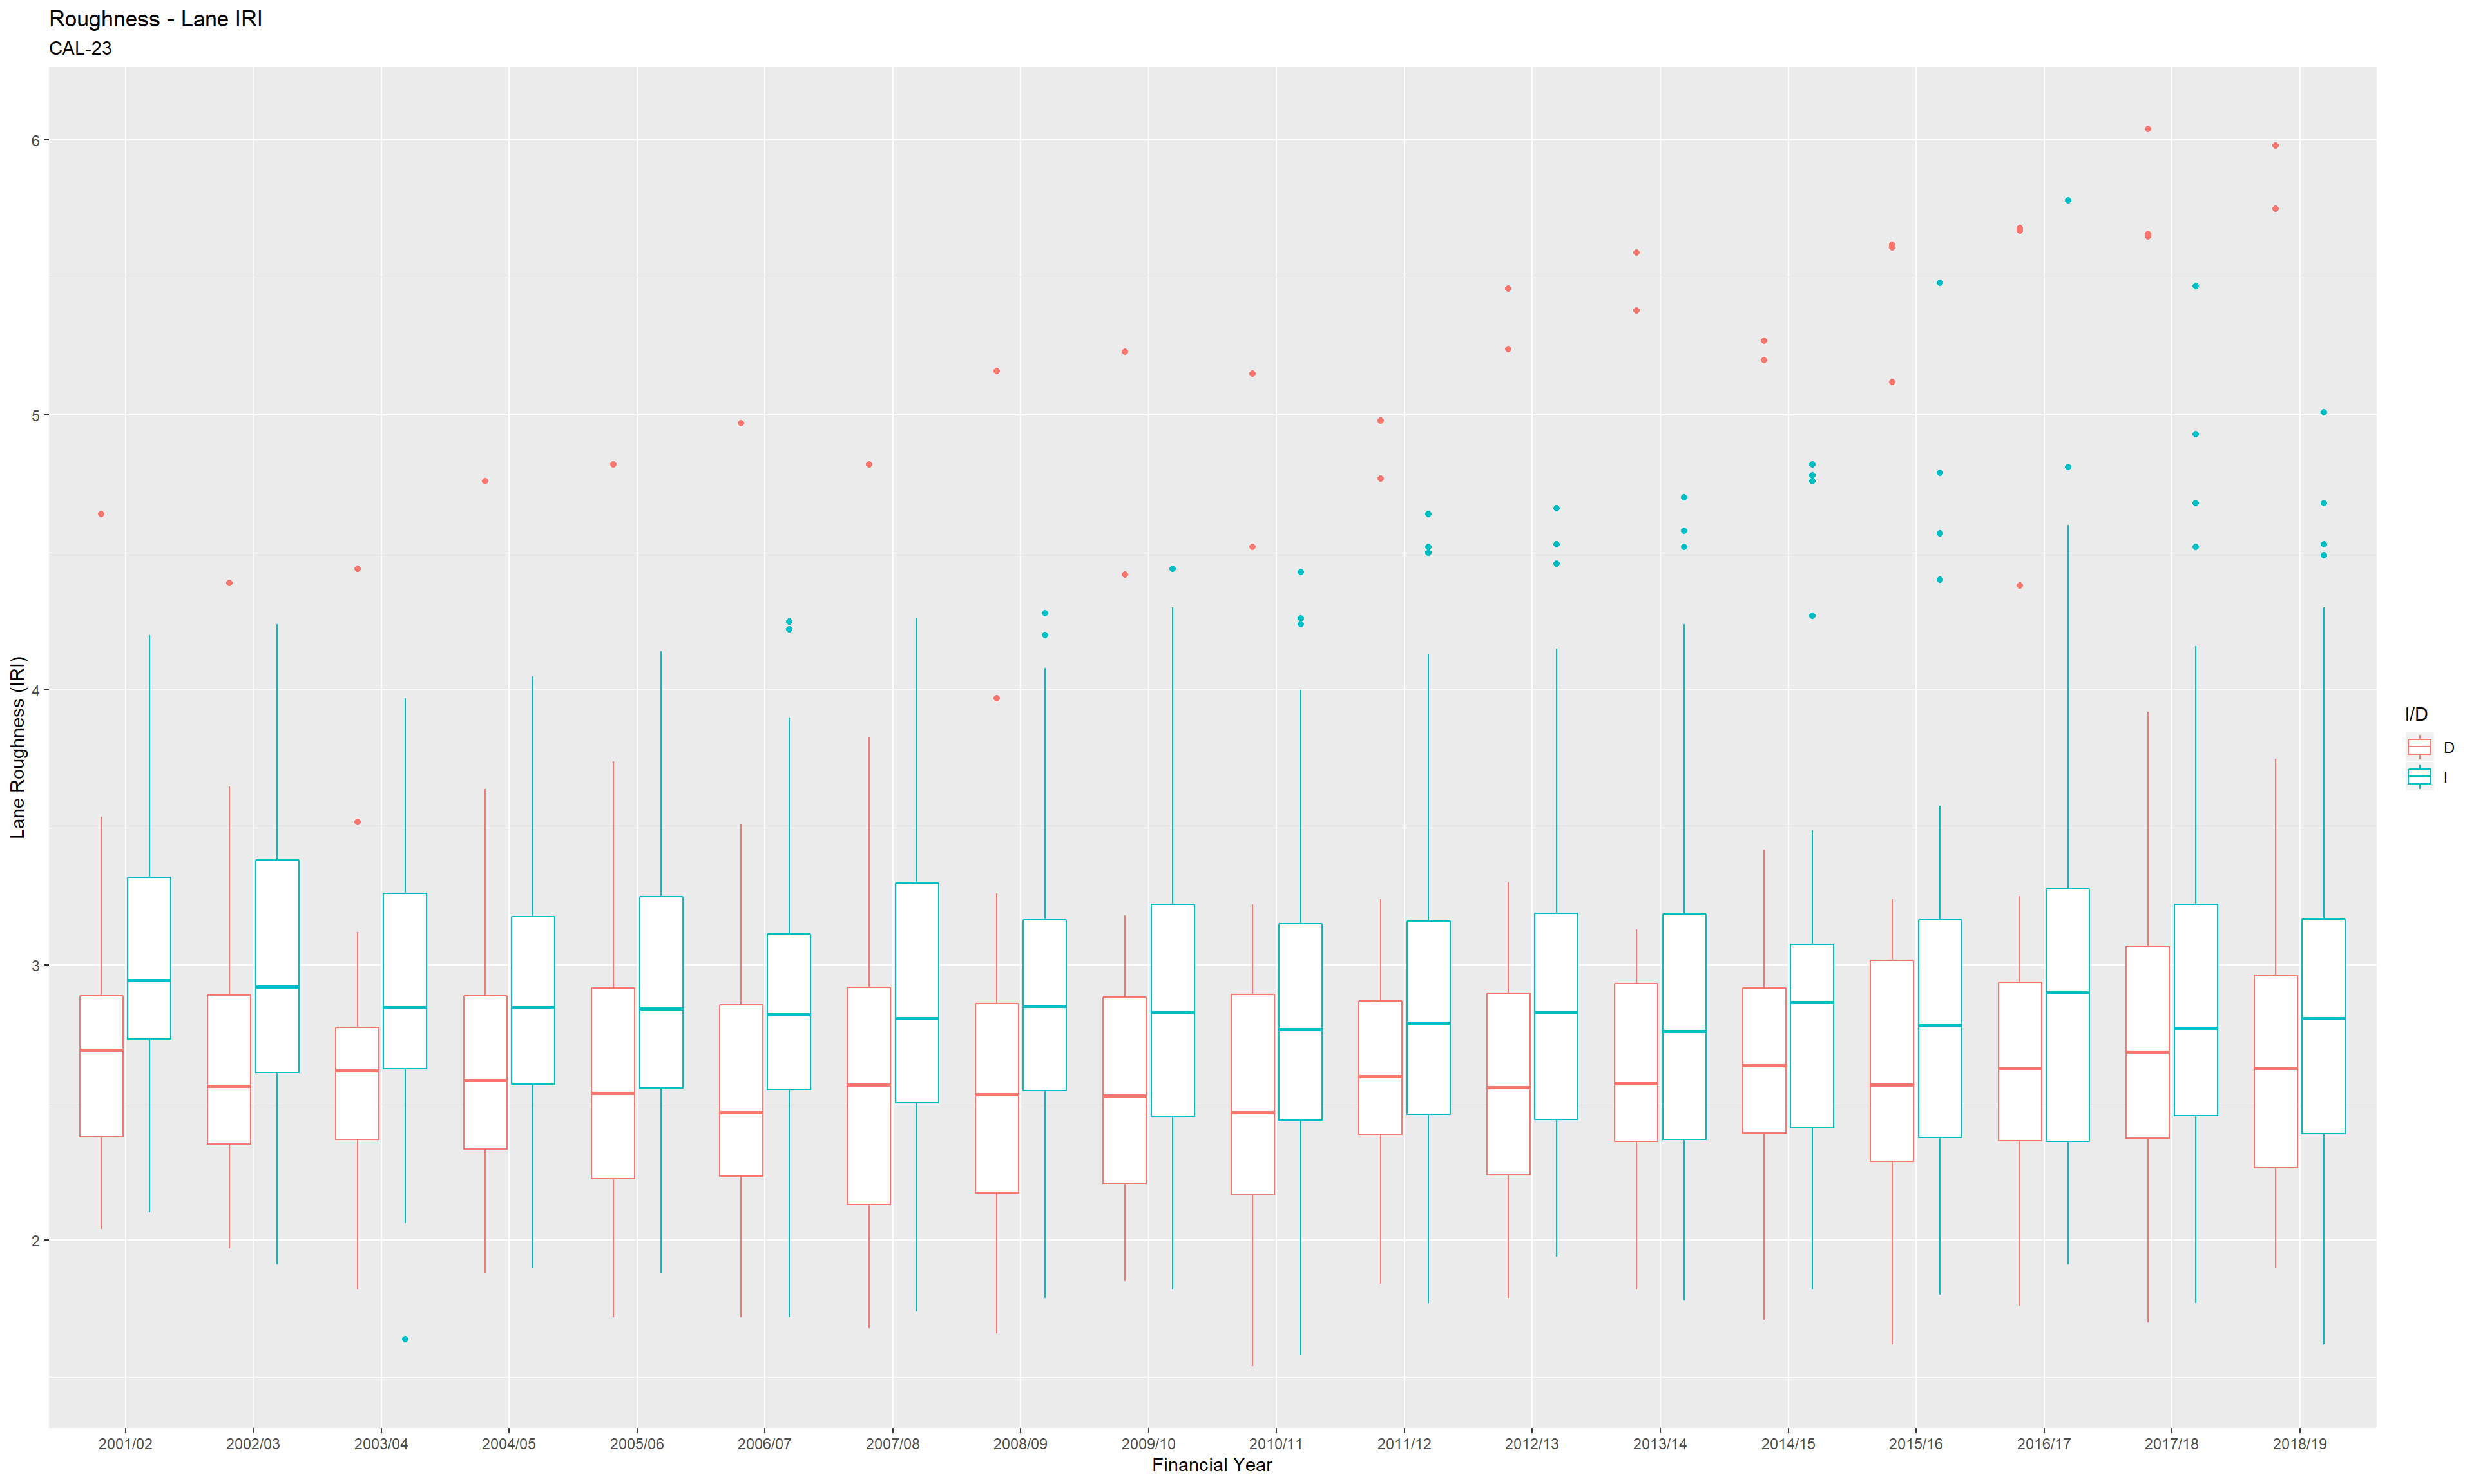 Roughness - Lane IRI
CAL-23
6
5
4
3
2
Lane Roughness (IRI)
2001/02 2002/03 2003/04 2004/05 2005/06 2006/07 2007/08 2008/09 2009/10 2010/11 2011/12 2012/13 2013/14 2014/15 2015/16 2016/17 2017/18 2018/19
Financial Year
I/D
D
I